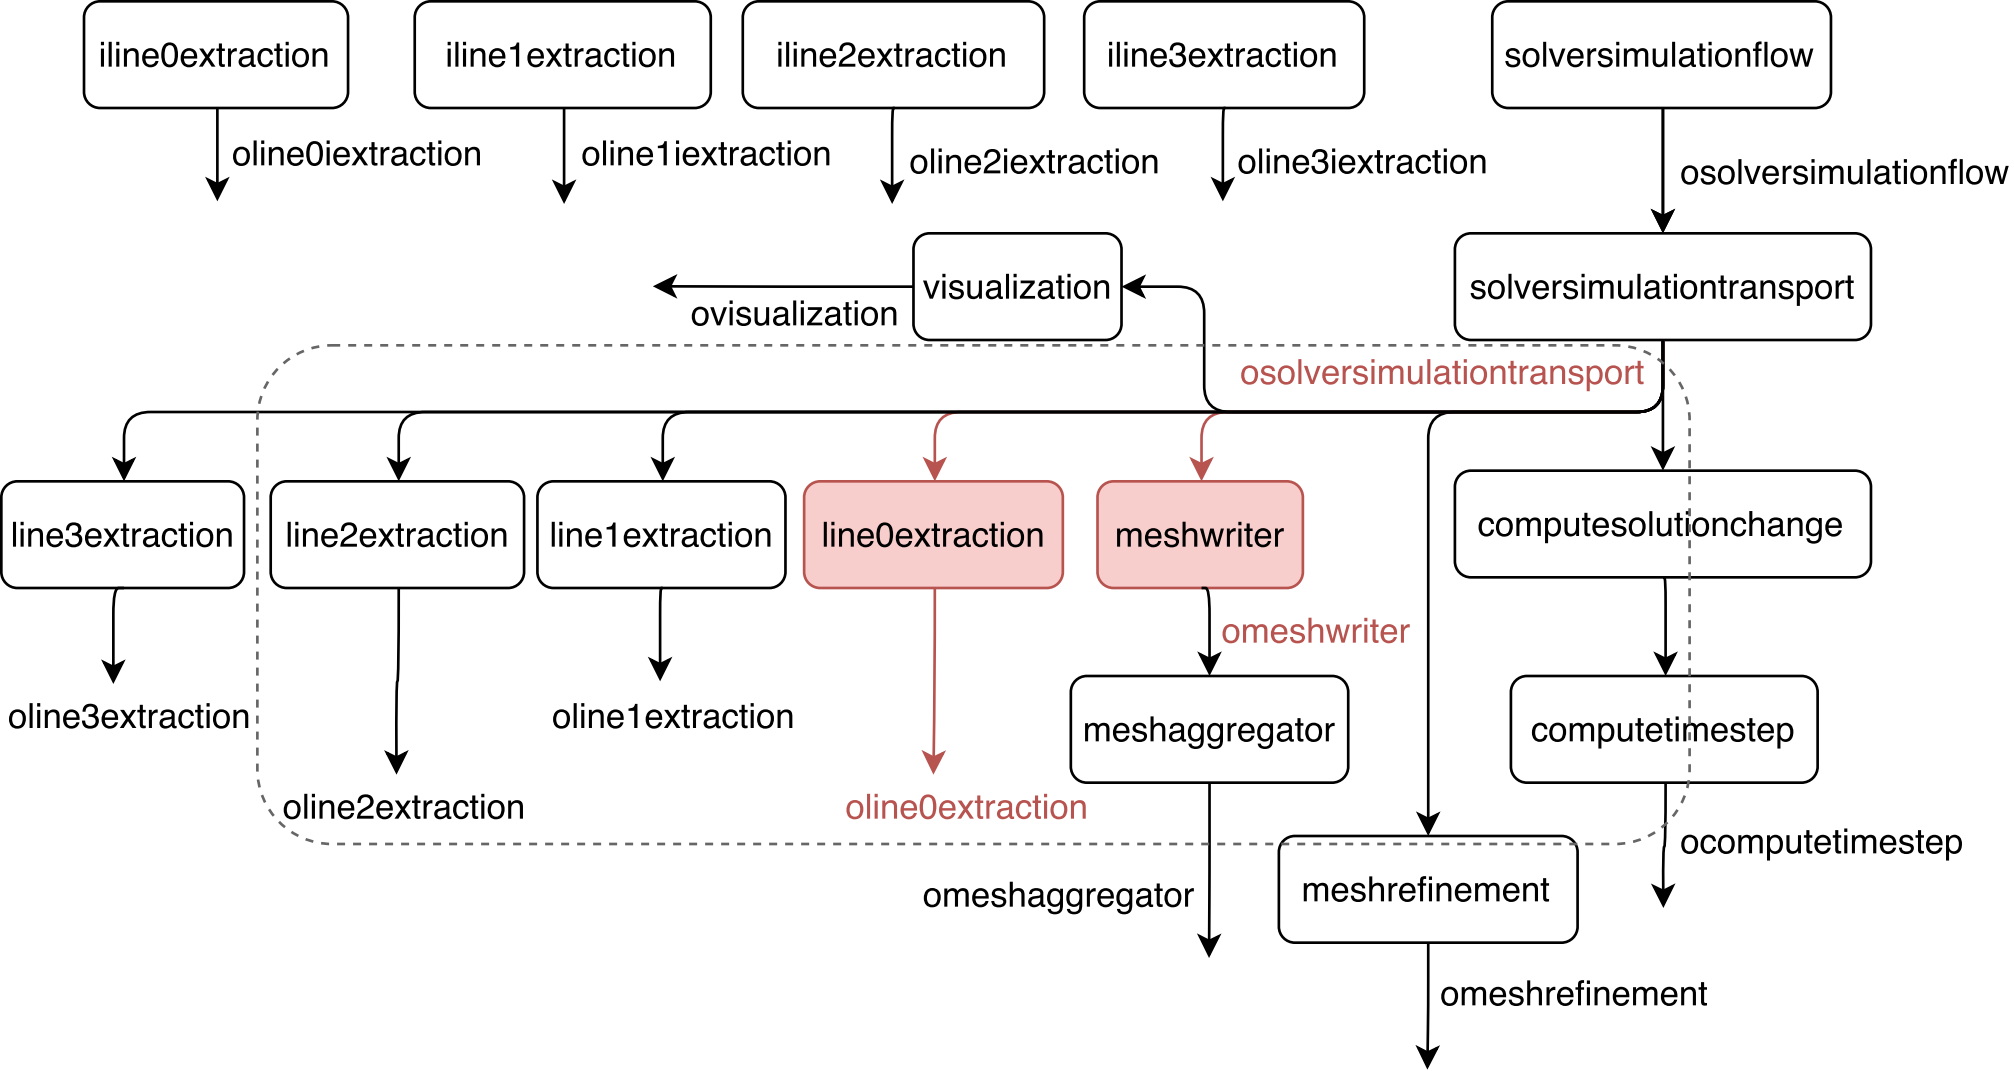 iline0extraction
iline1extraction
iline2extraction
iline3extraction
solversimulationflow
oline0iextraction
oline1iextraction
oline2iextraction
oline3iextraction
osolversimulationflow
visualization
solversimulationtransport
ovisualization
osolversimulationtransport
line3extraction
line2extraction
line1extraction
line0extraction
meshwriter
computesolutionchange
omeshwriter
oline3extraction
oline1extraction
meshaggregator
computetimestep
oline2extraction
oline0extraction
ocomputetimestep
omeshaggregator
meshrefinement
omeshrefinement